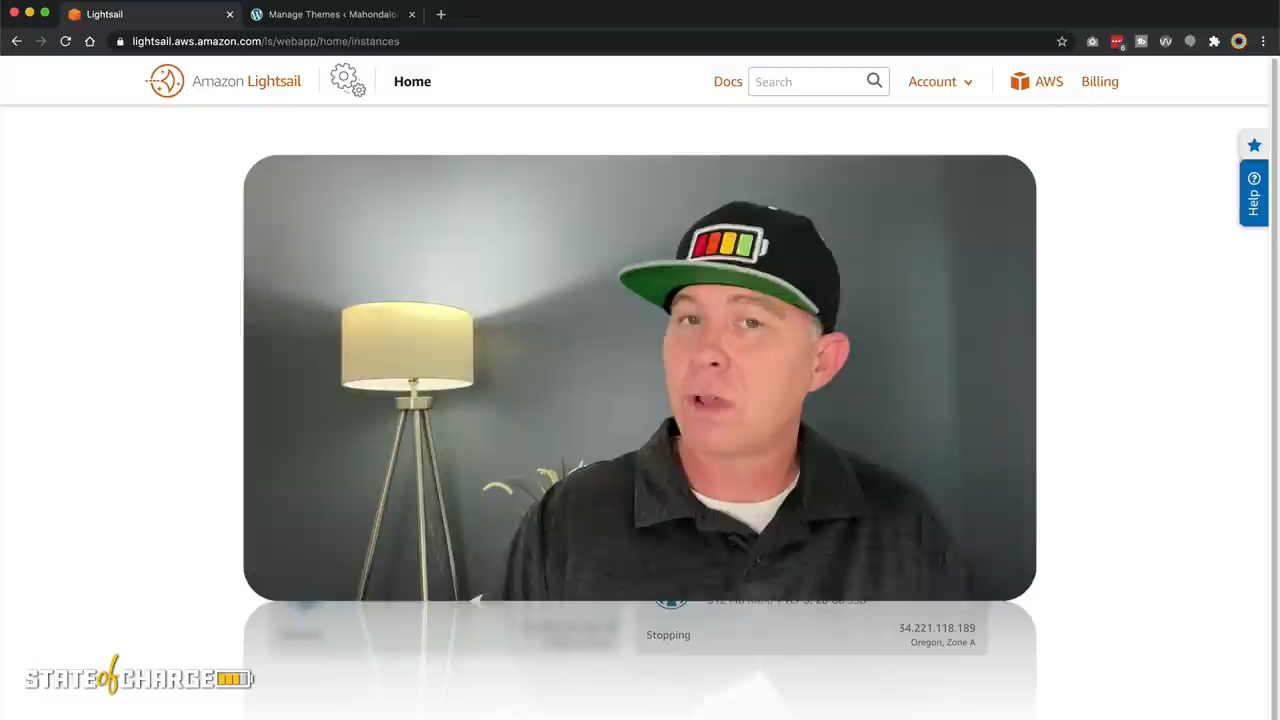 Lightsail
Manage Themes ‹ Mahondalo
lightsail.aws.amazon.com/ls/webapp/home/instances
6
Amazon Lightsail
Home
Docs
Search
Account
AWS
Billing
Help
Stopping
34.221.118.189
Oregon, Zone A
STATE of CHARGE